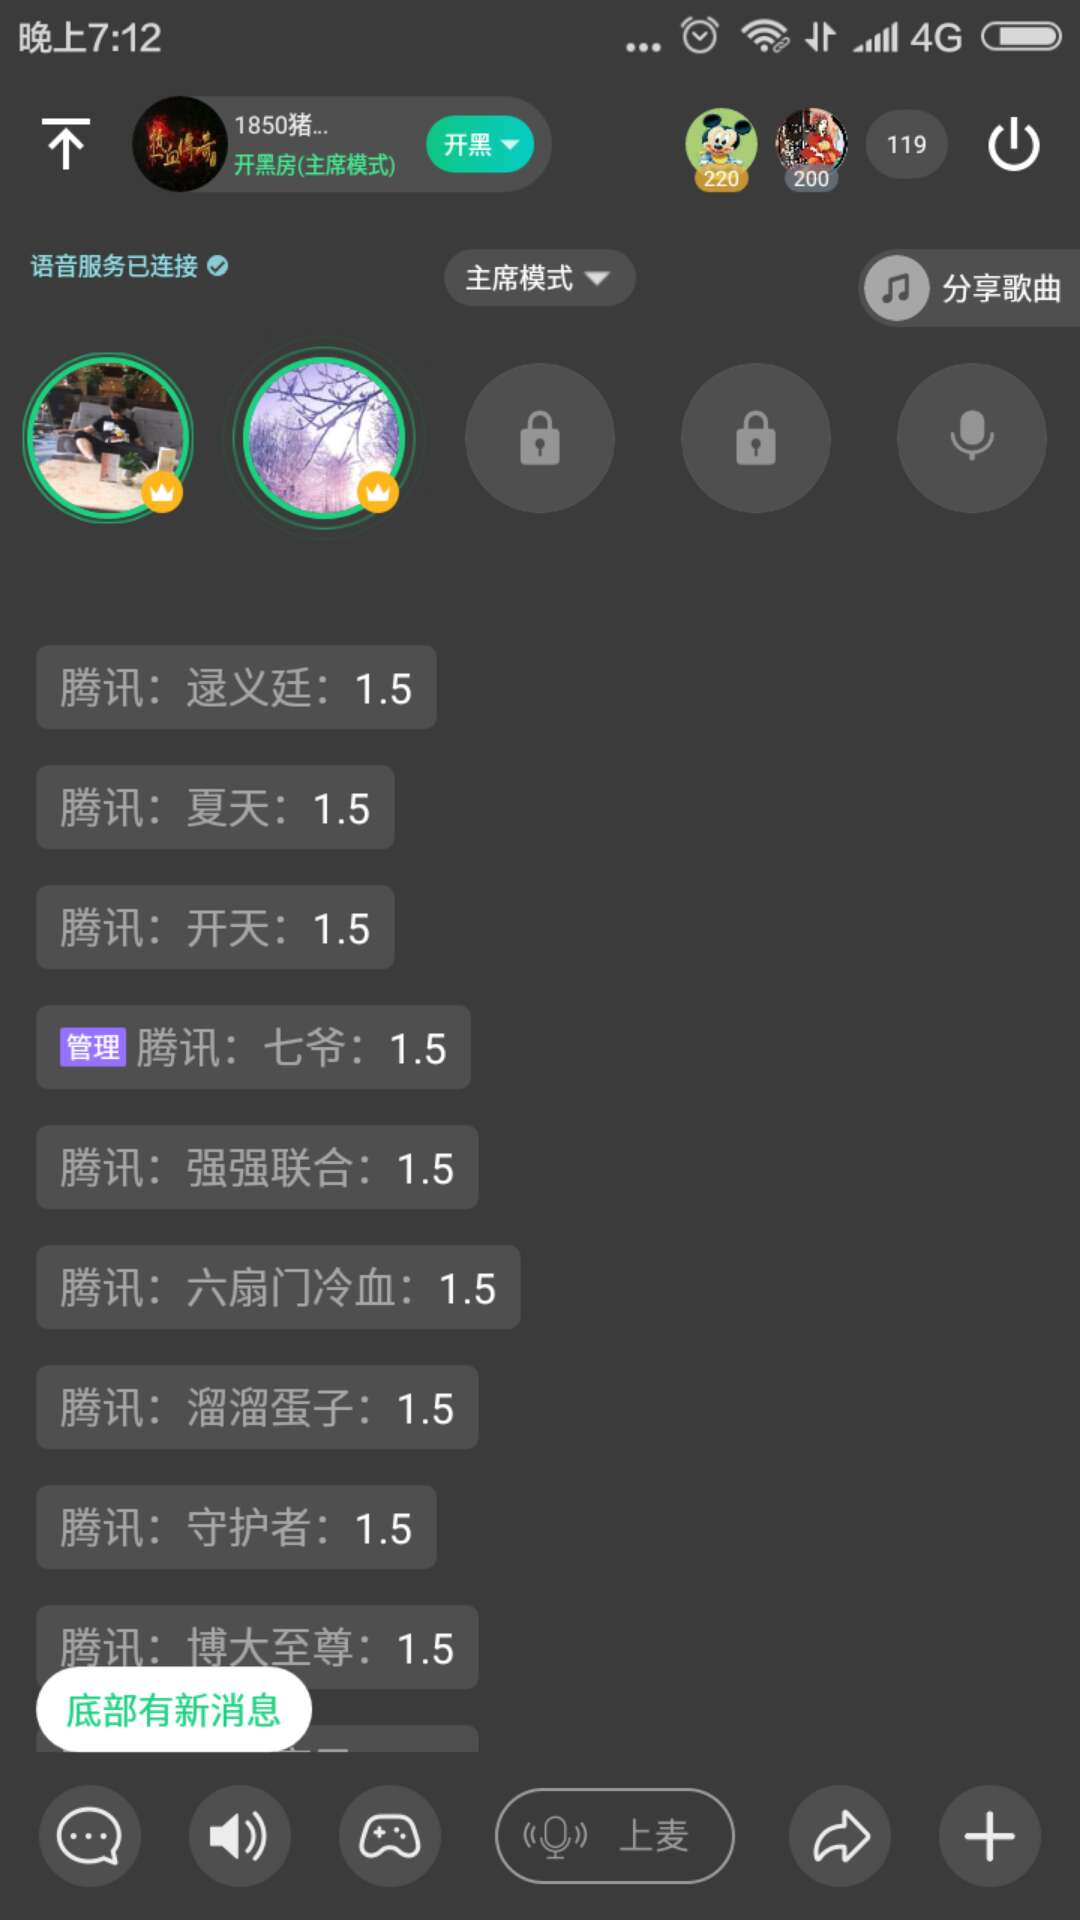 晚上7:12
4G
热血传奇
1850猪...
开黑房(主席模式)
开黑
220
200
119
语音服务已连接
主席模式
分享歌曲
腾讯：逯义廷：1.5
腾讯：夏天：1.5
腾讯：开天：1.5
管理 腾讯：七爷：1.5
腾讯：强强联合：1.5
腾讯：六扇门冷血：1.5
腾讯：溜溜蛋子：1.5
腾讯：守护者：1.5
腾讯：博大至尊：1.5
底部有新消息
上麦